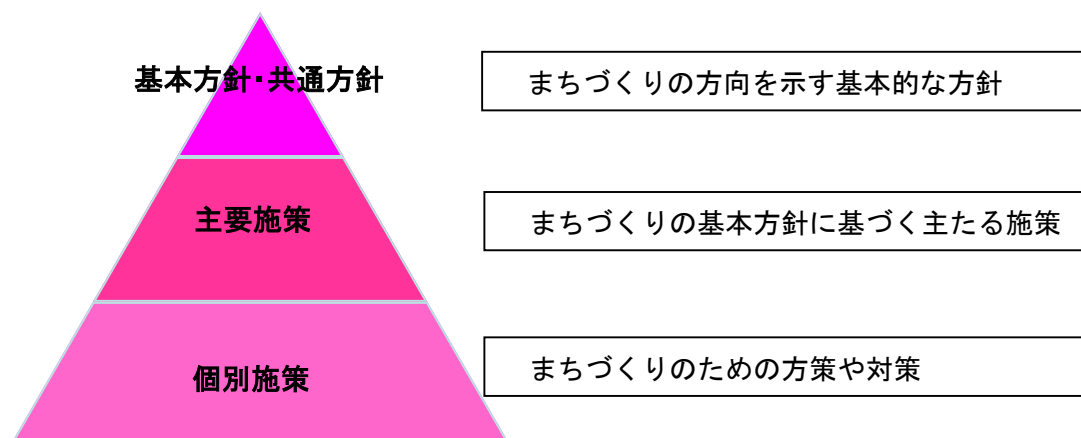 基本方針・共通方針
まちづくりの方向を示す基本的な方針
主要施策
まちづくりの基本方針に基づく主たる施策
個別施策
まちづくりのための方策や対策